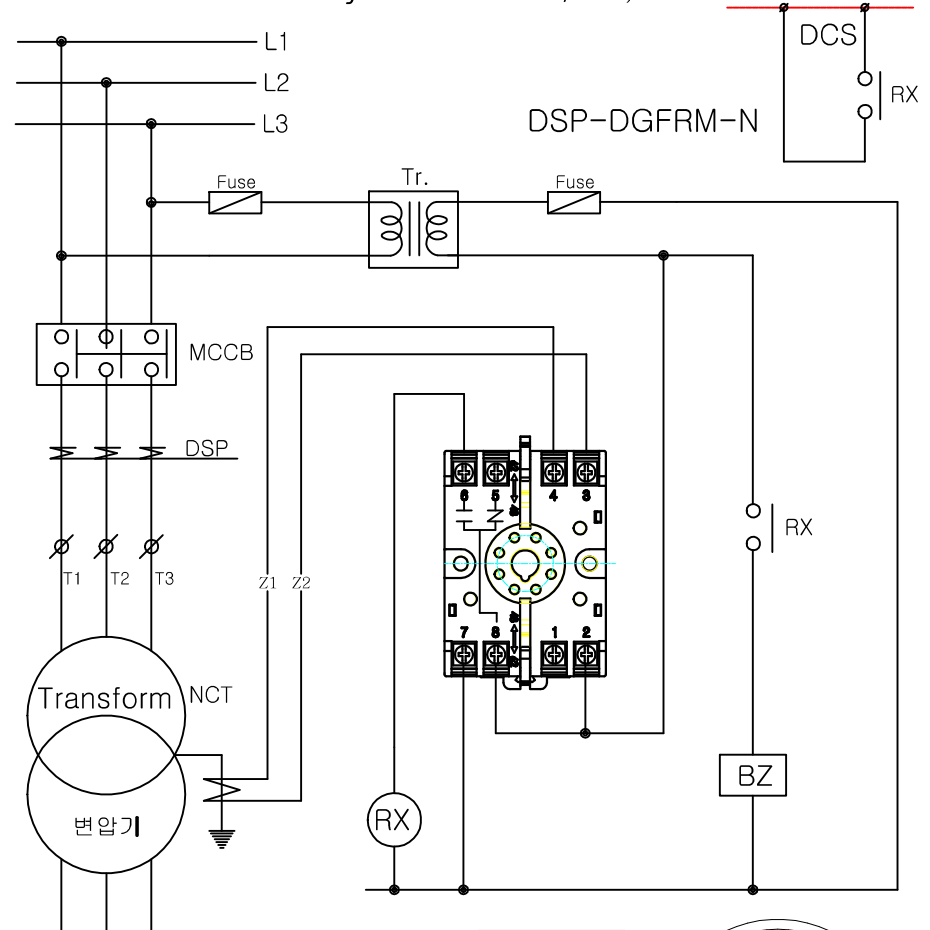 L1
DCS
L2
RX
L3
DSP-DGFRM-N
Tr.
Fuse
Fuse
MCCB
DSP
6 5 4 3
RX
T1 T2 T3
Z1 Z2
7 8 1 2
Transform
NCT
BZ
변압기
RX